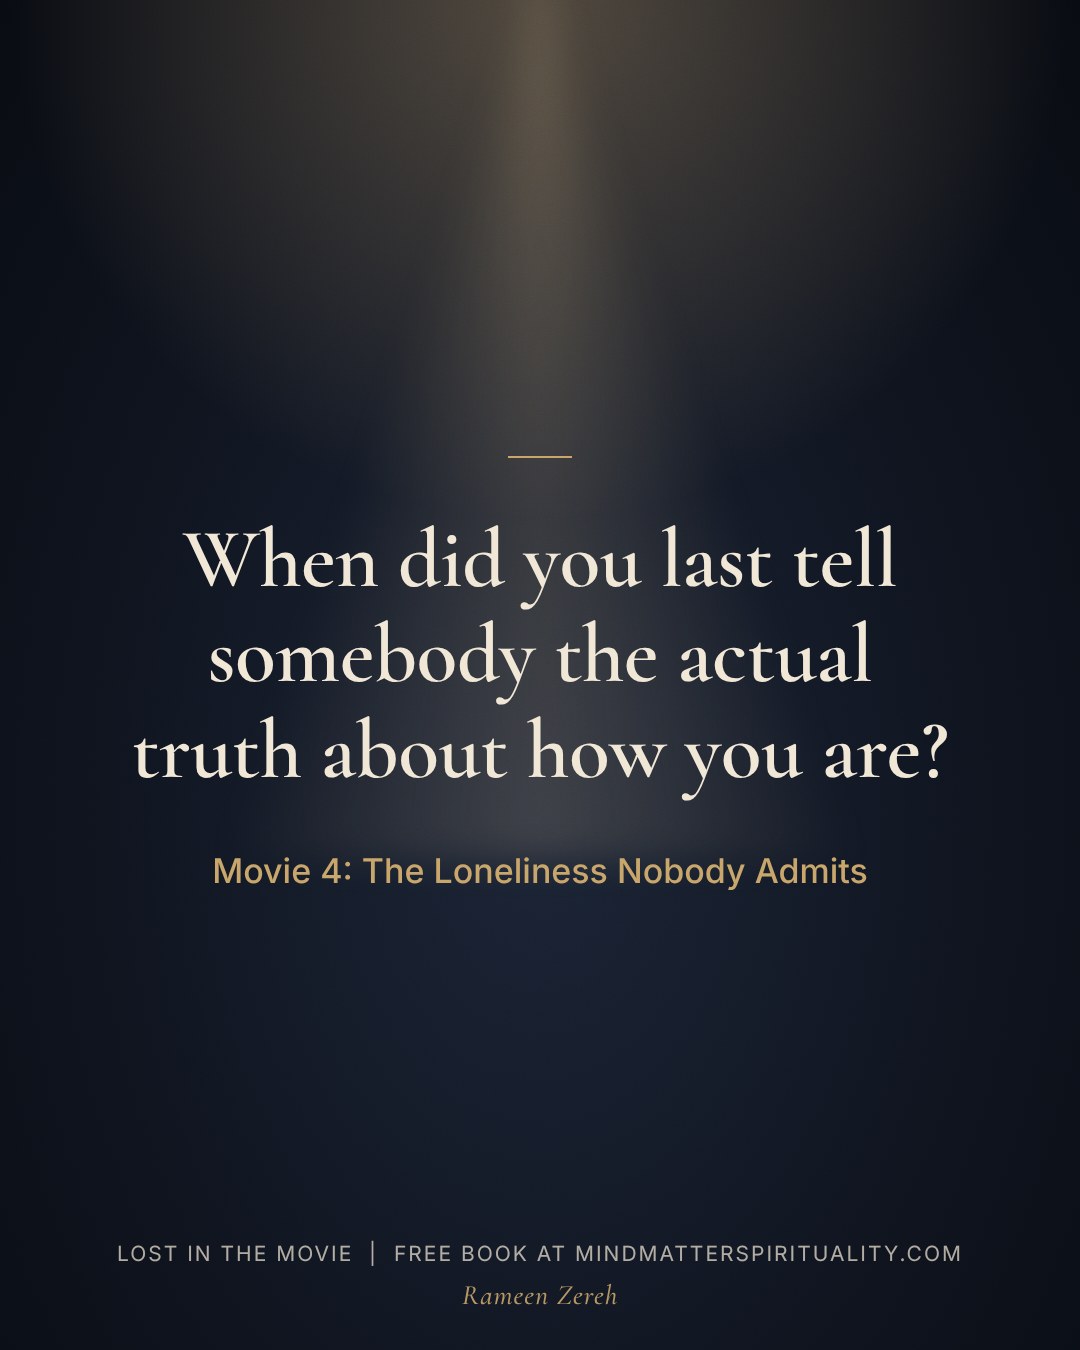 When did you last tell
somebody the actual
truth about how you are?
Movie 4: The Loneliness Nobody Admits
LOST IN THE MOVIE | FREE BOOK AT MINDMATTERSPIRITUALITY.COM
Rameen Zereh